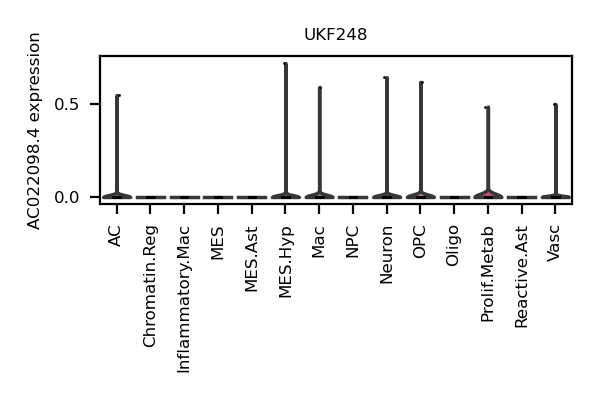 UKF248
AC022098.4 expression
0.5
0.0
AC
Chromatin.Reg
Inflammatory.Mac
MES
MES.Ast
MES.Hyp
Mac
NPC
Neuron
OPC
Oligo
Prolif.Metab
Reactive.Ast
Vasc